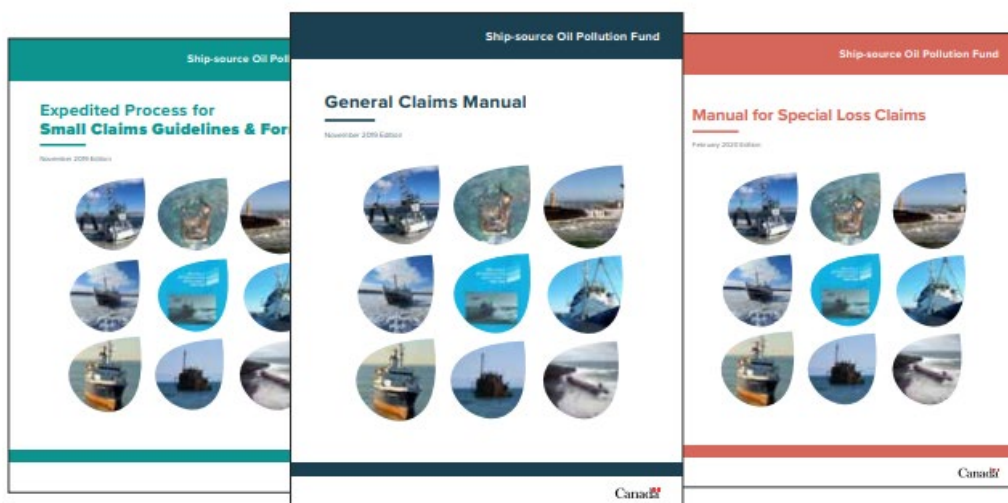 Ship-source Oil Poll
Expedited Process for
Small Claims Guidelines & For
November 2019 Edition
Ship-source Oil Pollution Fund
General Claims Manual
November 2019 Edition
Canada
Ship-source Oil Pollution Fund
Manual for Special Loss Claims
February 2020 Edition
Canada